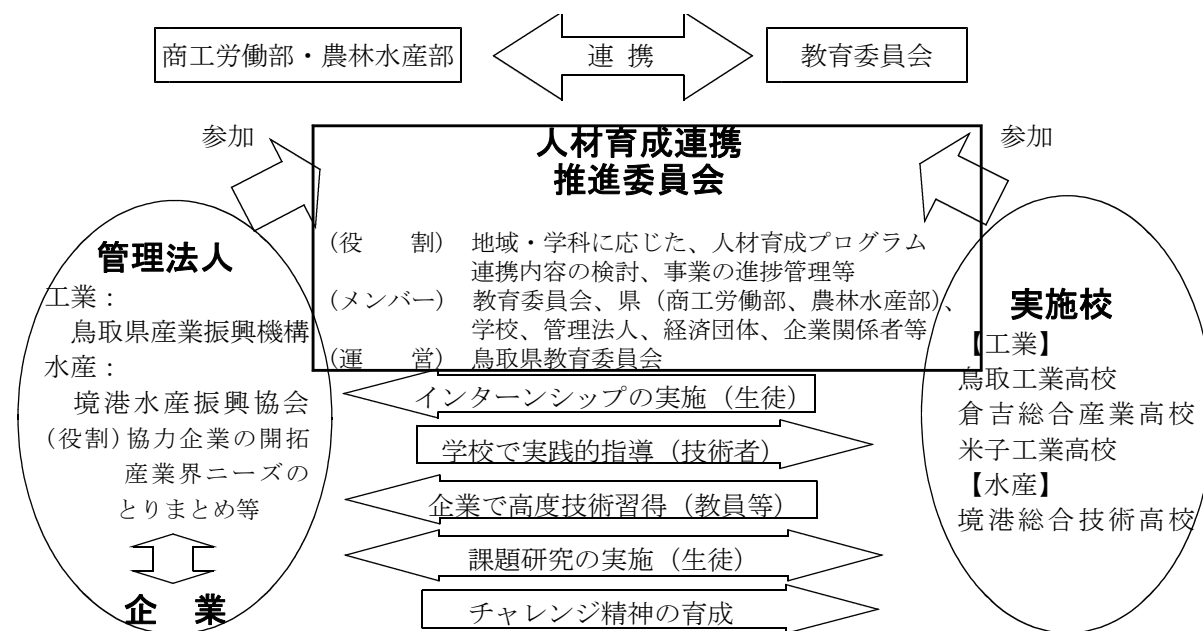 商工労働部・農林水産部
連 携
教育委員会
参加
参加
人材育成連携
推進委員会
(役　　割) 地域・学科に応じた、人材育成プログラム
連携内容の検討、事業の進捗管理等
(メンバー) 教育委員会、県（商工労働部、農林水産部）、
学校、管理法人、経済団体、企業関係者等
(運　　営) 鳥取県教育委員会
管理法人
工業：
鳥取県産業振興機構
水産：
境港水産振興協会
(役割)協力企業の開拓
産業界ニーズの
とりまとめ等
企　業
インターンシップの実施（生徒）
学校で実践的指導（技術者）
企業で高度技術習得（教員等）
課題研究の実施（生徒）
チャレンジ精神の育成
実施校
【工業】
鳥取工業高校
倉吉総合産業高校
米子工業高校
【水産】
境港総合技術高校